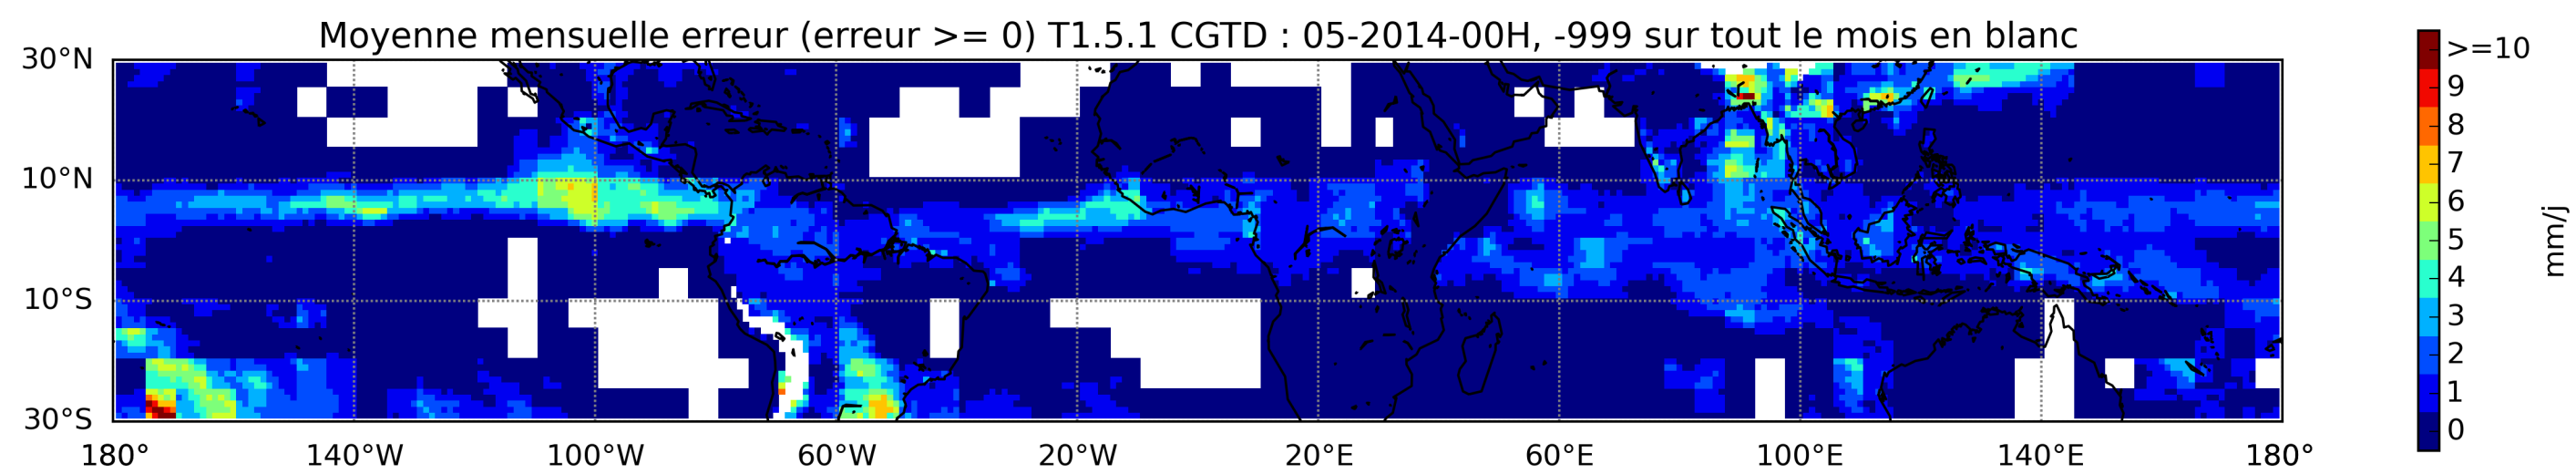 Moyenne mensuelle erreur (erreur >= 0) T1.5.1 CGTD : 05-2014-00H, -999 sur tout le mois en blanc
30°N
10°N
10°S
30°S
180° 140°W 100°W 60°W 20°W 20°E 60°E 100°E 140°E 180°
>=10
9
8
7
6
5
4
3
2
1
0
mm/j